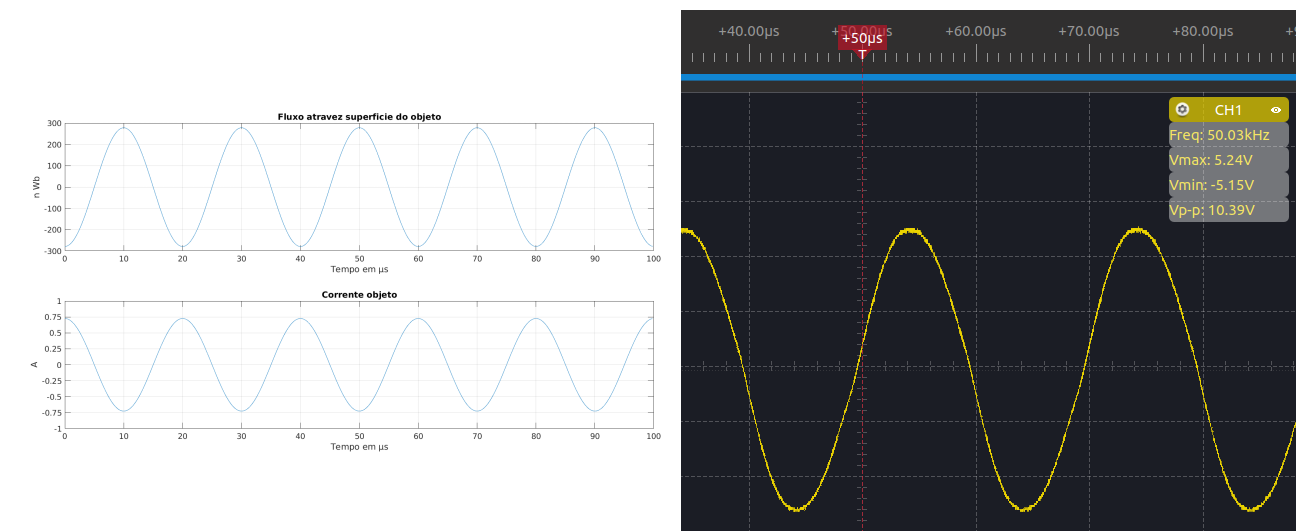 Fluxo atravez superficie do objeto
n Wb
300
200
100
0
-100
-200
-300
0 10 20 30 40 50 60 70 80 90 100
Tempo em µs
Corrente objeto
A
1
0.75
0.5
0.25
0
-0.25
-0.5
-0.75
-1
0 10 20 30 40 50 60 70 80 90 100
Tempo em µs
+40.00µs +50.00µs +60.00µs +70.00µs +80.00µs
+50µs
T
CH1
Freq: 50.03kHz
Vmax: 5.24V
Vmin: -5.15V
Vp-p: 10.39V